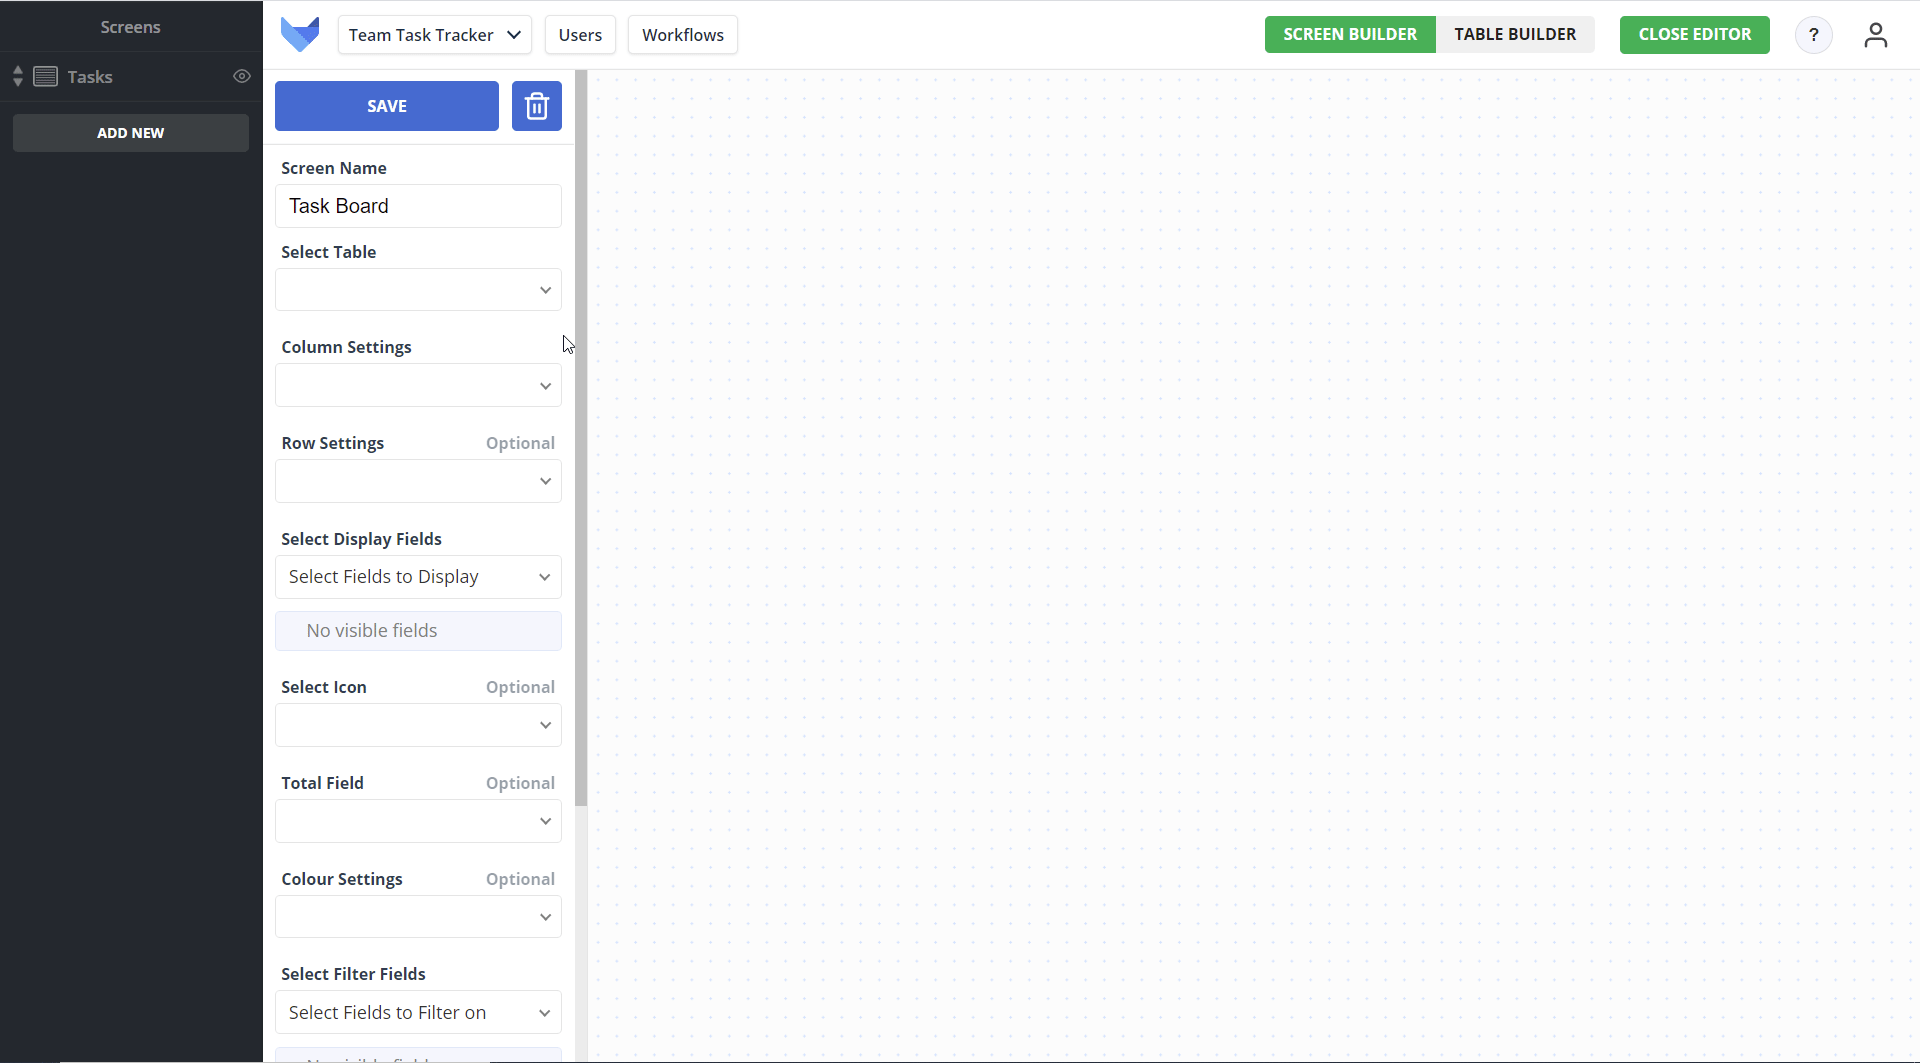 Screens
Tasks
ADD NEW
Team Task Tracker
Users
Workflows
SCREEN BUILDER
TABLE BUILDER
CLOSE EDITOR
?
SAVE
Screen Name
Task Board
Select Table
Column Settings
Row Settings Optional
Select Display Fields
Select Fields to Display
No visible fields
Select Icon Optional
Total Field Optional
Colour Settings Optional
Select Filter Fields
Select Fields to Filter on